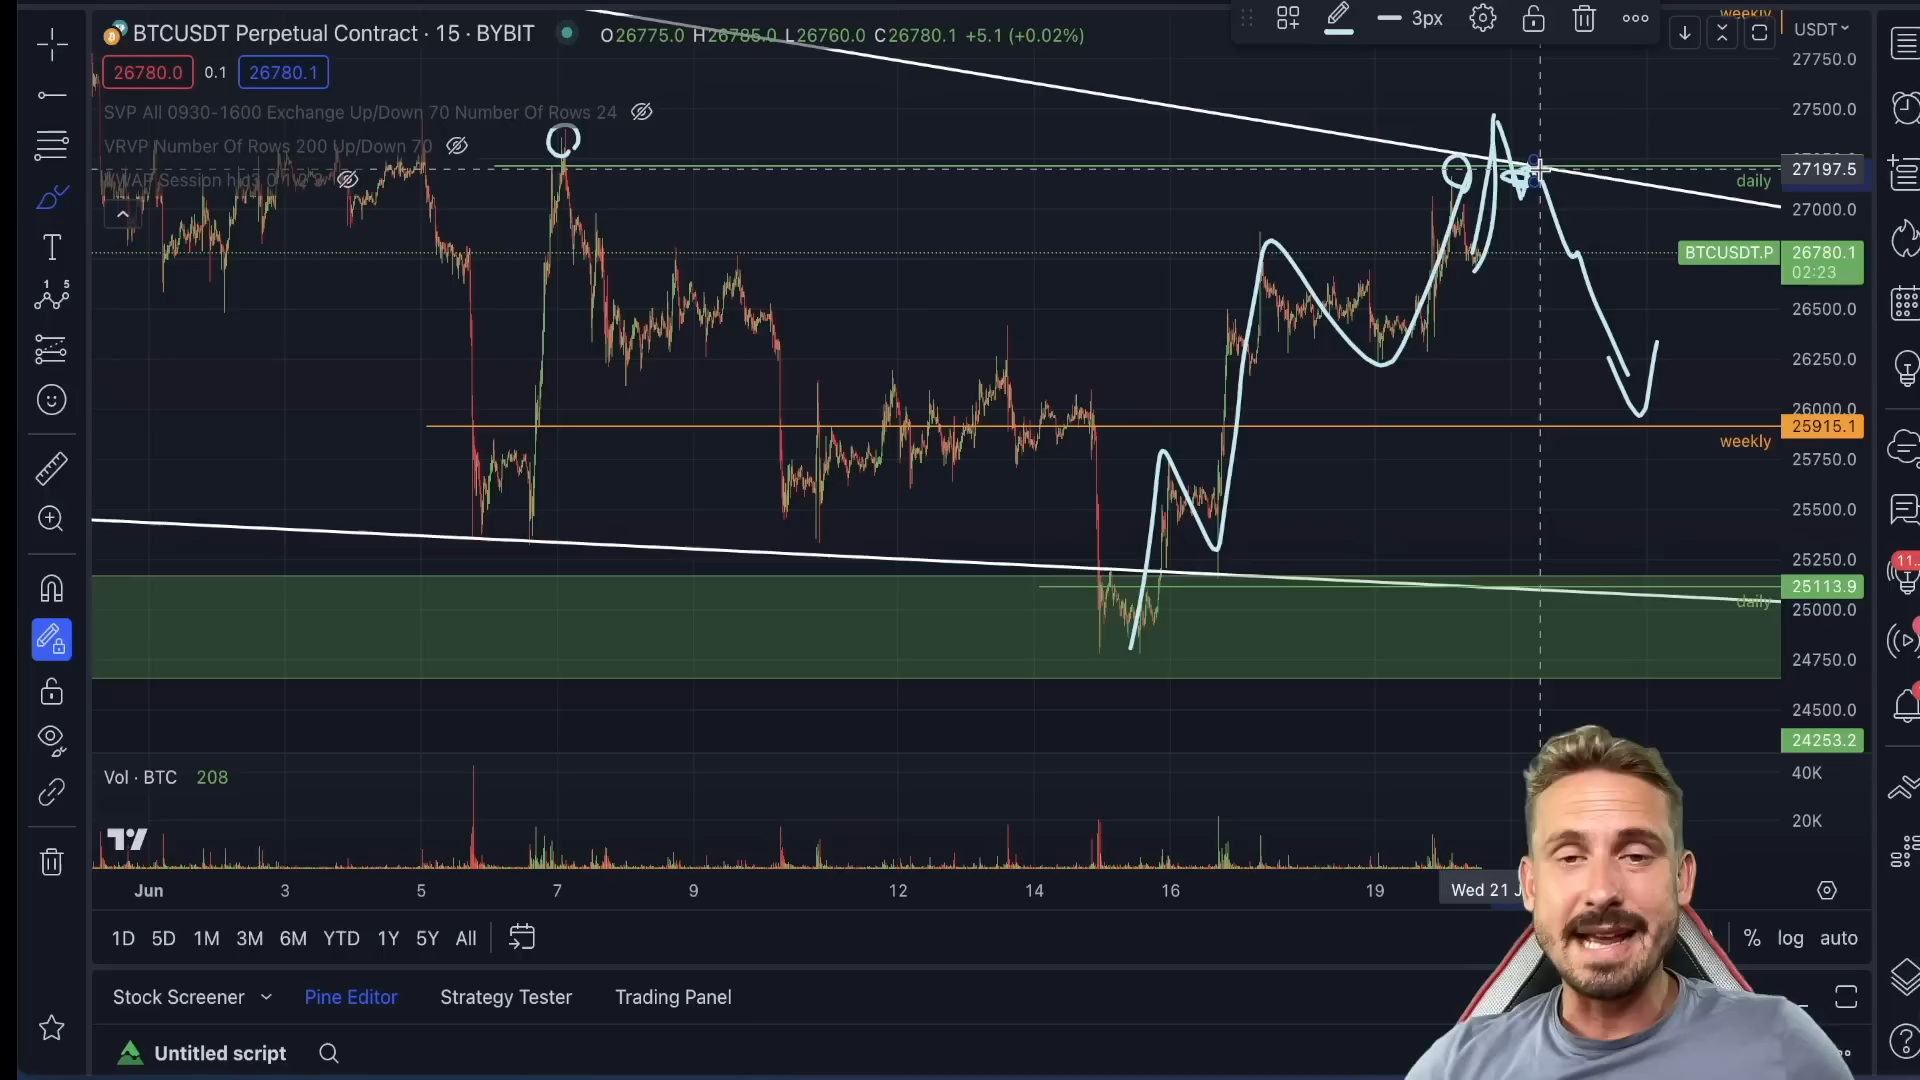 BTCUSDT Perpetual Contract · 15 · BYBIT
O26775.0 H26785.0 L26760.0 C26780.1 +5.1 (+0.02%)
3px
weekly
USDT
26780.0 0.1 26780.1
SVP All 0930-1600 Exchange Up/Down 70 Number Of Rows 24
VRVP Number Of Rows 200 Up/Down 70
VWAP Session
27750.0
27500.0
27197.5
daily
27000.0
BTCUSDT.P 26780.1
02:23
26500.0
26250.0
26000.0
25915.1
weekly
25750.0
25500.0
25250.0
25113.9
daily
25000.0
24750.0
24500.0
24253.2
Vol · BTC 208
40K
20K
Jun 3 5 7 9 12 14 16 19 Wed 21
1D 5D 1M 3M 6M YTD 1Y 5Y All
% log auto
Stock Screener Pine Editor Strategy Tester Trading Panel
Untitled script